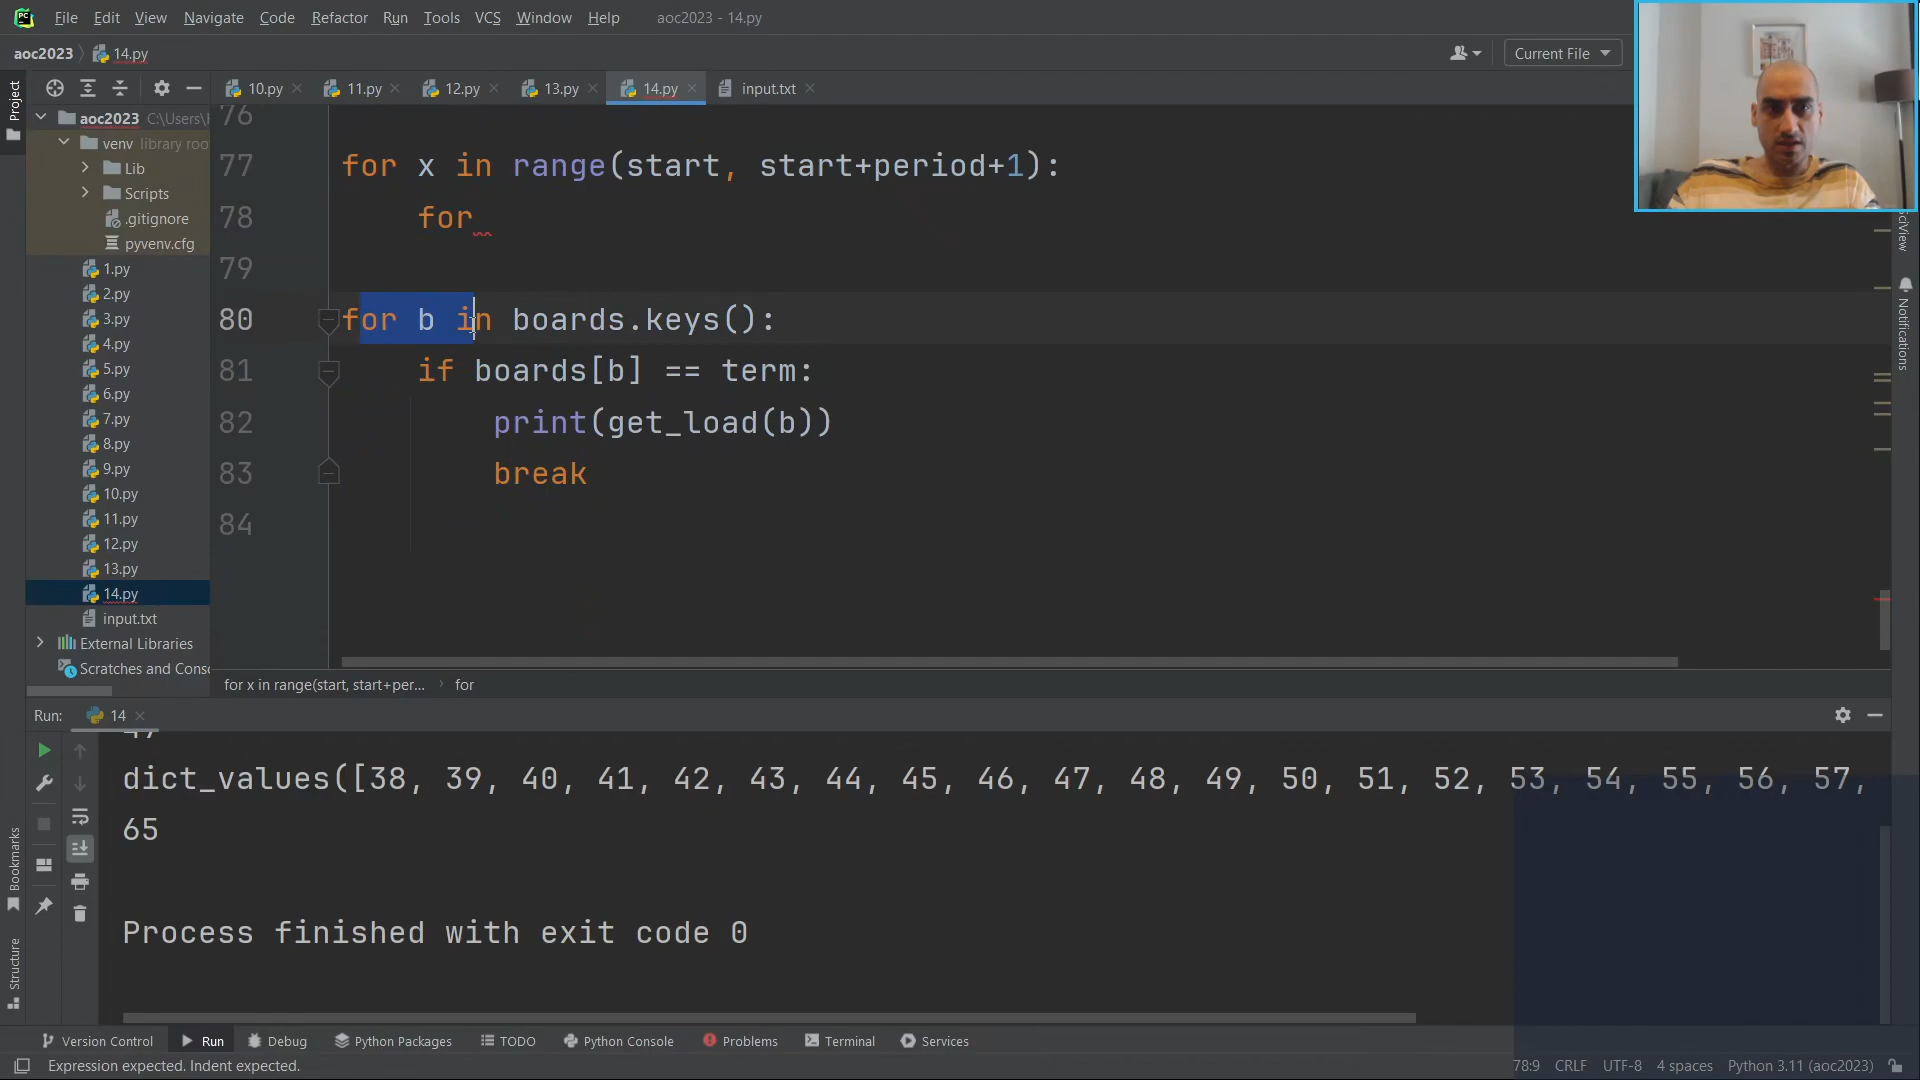 File Edit View Navigate Code Refactor Run Tools VCS Window Help aoc2023 - 14.py
aoc2023 14.py Current File
Project
10.py 11.py 12.py 13.py 14.py input.txt
aoc2023 C:\Users\
venv library roo
Lib
Scripts
.gitignore
pyvenv.cfg
1.py
2.py
3.py
4.py
5.py
6.py
7.py
8.py
9.py
10.py
11.py
12.py
13.py
14.py
input.txt
External Libraries
Scratches and Conso
76
77 for x in range(start, start+period+1):
78 for
79
80 for b in boards.keys():
81 if boards[b] == term:
82 print(get_load(b))
83 break
84
SciView
Notifications
for x in range(start, start+per... for
Run: 14
dict_values([38, 39, 40, 41, 42, 43, 44, 45, 46, 47, 48, 49, 50, 51, 52, 53, 54, 55, 56, 57,
65
Process finished with exit code 0
Bookmarks
Structure
Version Control Run Debug Python Packages TODO Python Console Problems Terminal Services
Expression expected. Indent expected. 78:9 CRLF UTF-8 4 spaces Python 3.11 (aoc2023)